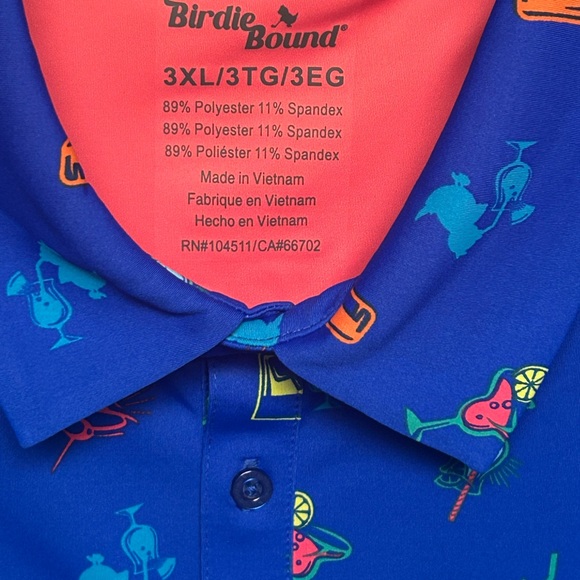 Birdie
Bound®
3XL/3TG/3EG
89% Polyester 11% Spandex
89% Polyester 11% Spandex
89% Poliéster 11% Spandex
Made in Vietnam
Fabrique en Vietnam
Hecho en Vietnam
RN#104511/CA#66702